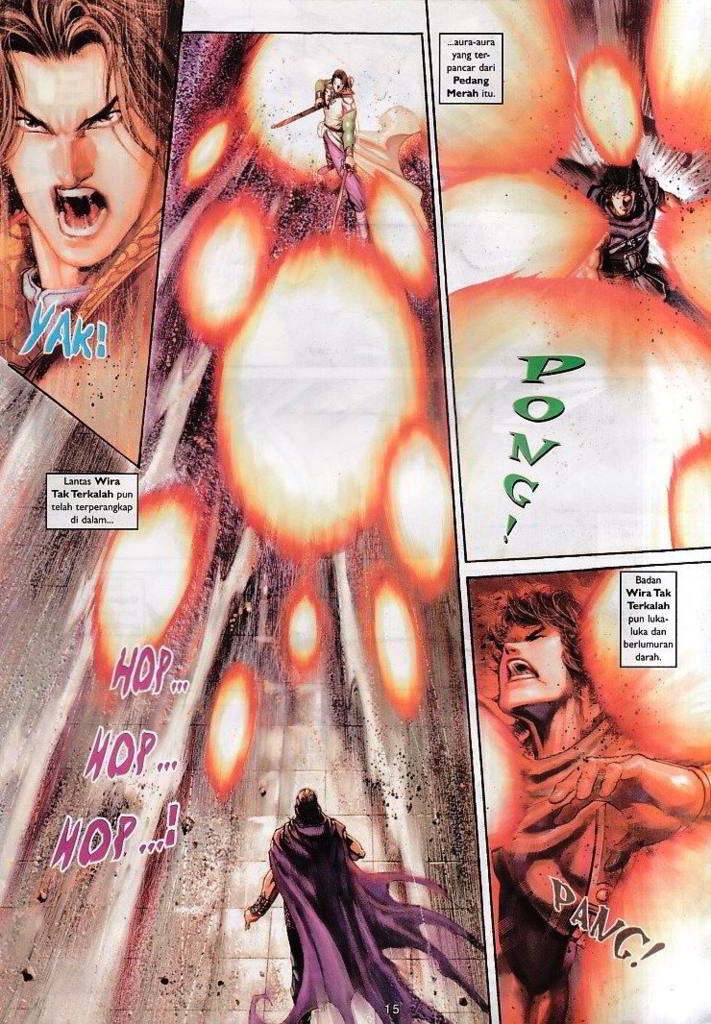 YAK!
Lantas Wira
Tak Terkalah pun
telah terperangkap
di dalam...
HOP...
HOP...
HOP...!
...aura-aura
yang ter-
pancar dari
Pedang
Merah itu.
PONG!
Badan
Wira Tak
Terkalah
pun luka-
luka dan
berlumuran
darah.
PANG!
15